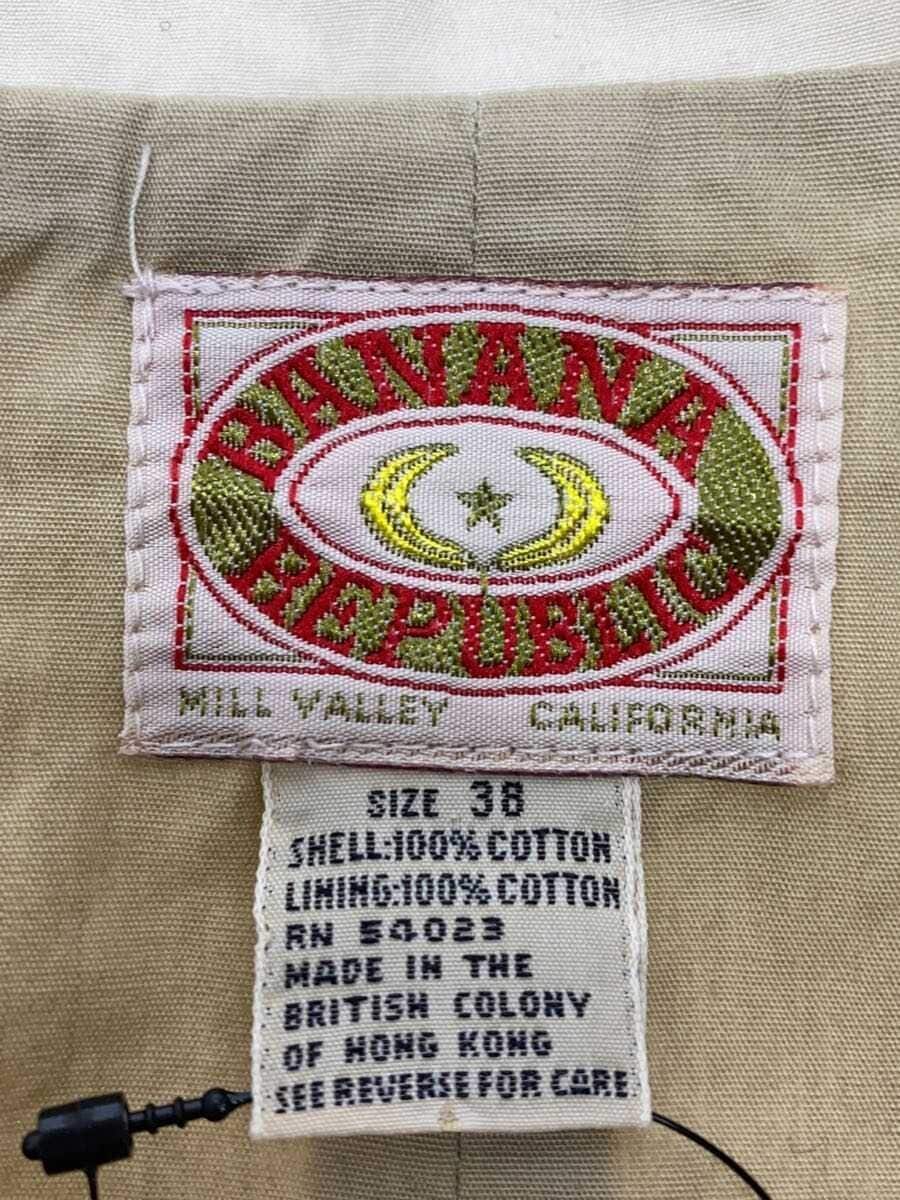 BANANA
REPUBLIC
MILL VALLEY CALIFORNIA
SIZE 38
SHELL:100% COTTON
LINING:100% COTTON
RN 54023
MADE IN THE
BRITISH COLONY
OF HONG KONG
SEE REVERSE FOR CARE